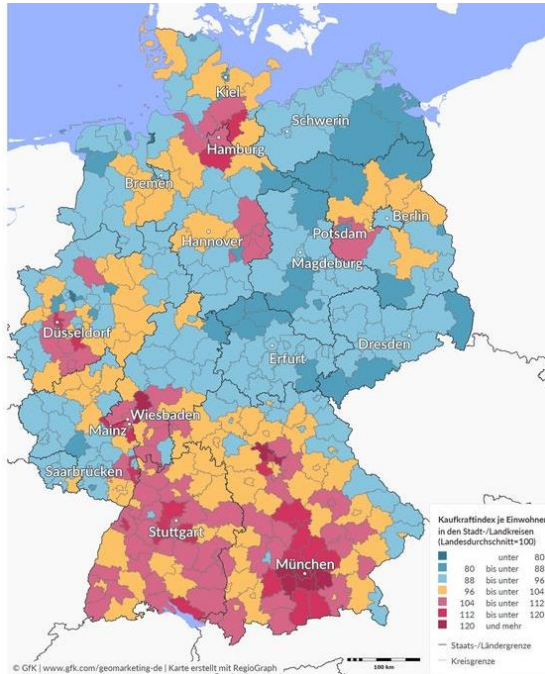 Kiel
Schwerin
Hamburg
Bremen
Berlin
Hannover
Potsdam
Magdeburg
Düsseldorf
Erfurt
Dresden
Wiesbaden
Mainz
Saarbrücken
Stuttgart
München
Kaufkraftindex je Einwohner
in den Stadt-/Landkreisen
(Landesdurchschnitt=100)
unter 80
80 bis unter 88
88 bis unter 96
96 bis unter 104
104 bis unter 112
112 bis unter 120
120 und mehr
Staats-/Ländergrenze
Kreisgrenze
100 km
© GfK | www.gfk.com/geomarketing-de | Karte erstellt mit RegioGraph